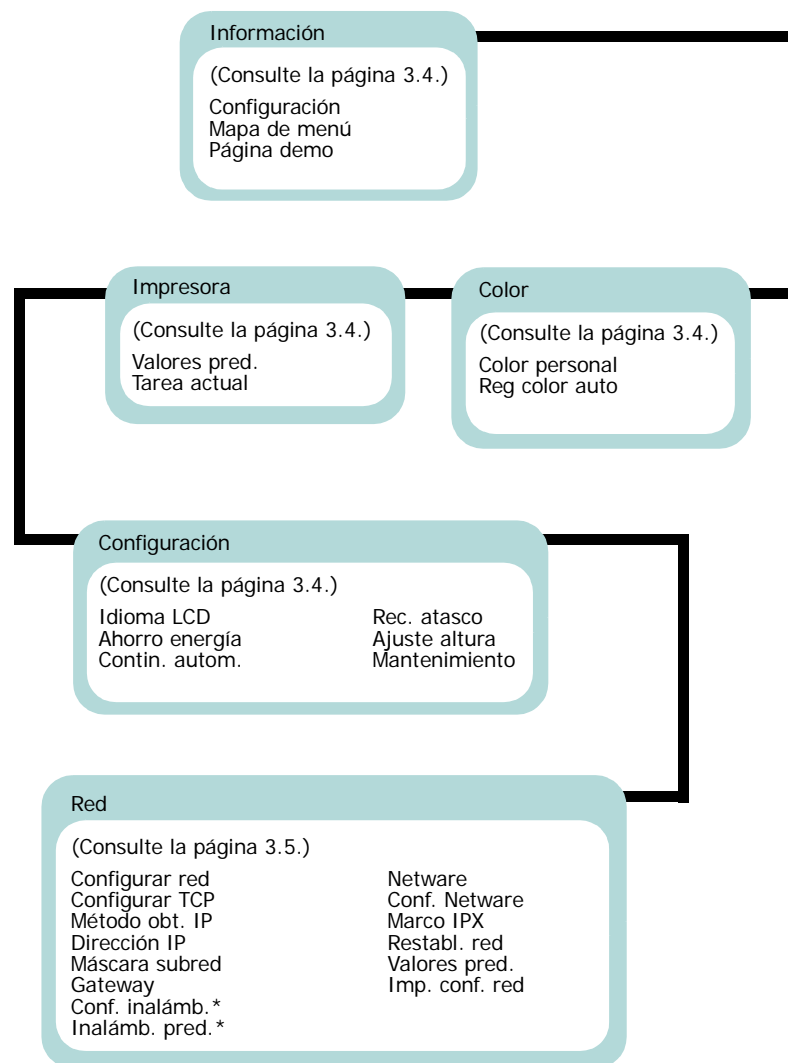 Información
(Consulte la página 3.4.)
Configuración
Mapa de menú
Página demo
Impresora
(Consulte la página 3.4.)
Valores pred.
Tarea actual
Color
(Consulte la página 3.4.)
Color personal
Reg color auto
Configuración
(Consulte la página 3.4.)
Idioma LCD
Ahorro energía
Contin. autom.
Rec. atasco
Ajuste altura
Mantenimiento
Red
(Consulte la página 3.5.)
Configurar red
Configurar TCP
Método obt. IP
Dirección IP
Máscara subred
Gateway
Conf. inalámb.*
Inalámb. pred.*
Netware
Conf. Netware
Marco IPX
Restabl. red
Valores pred.
Imp. conf. red